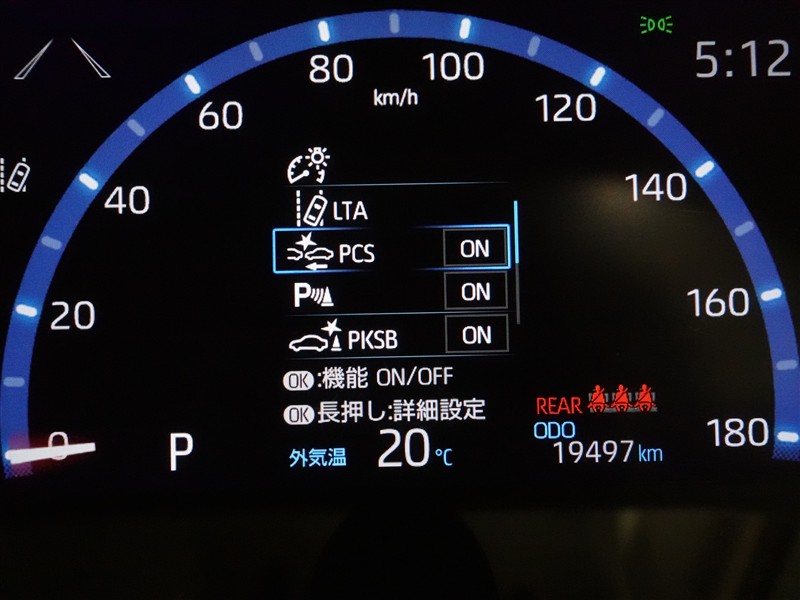 5:12
80
100
km/h
60
120
40
140
LTA
PCS ON
20
P ON
160
PKSB ON
OK:機能 ON/OFF
OK長押し:詳細設定
REAR
ODO
0
P
外気温 20℃
19497km
180